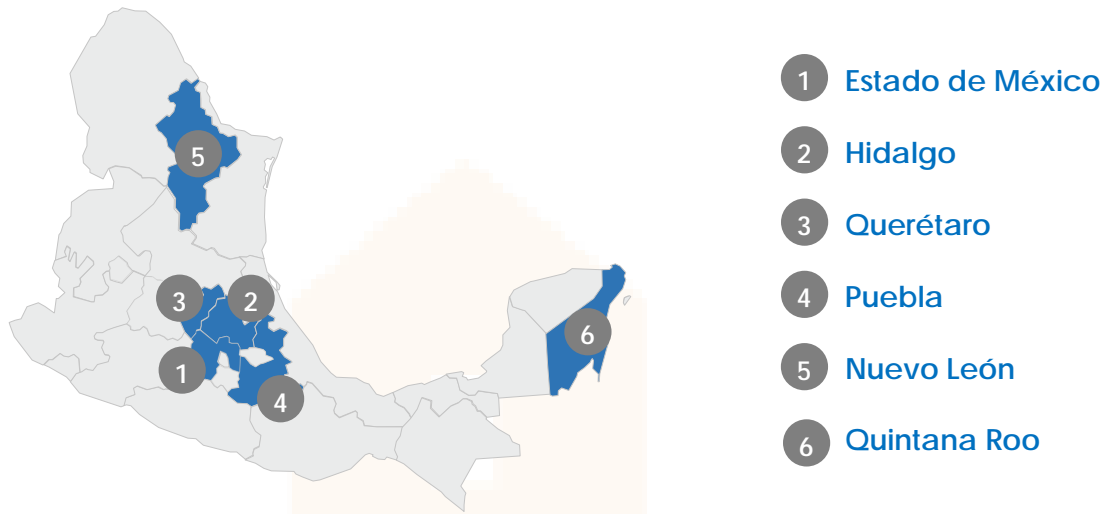 5
3
2
6
1
4
1 Estado de México
2 Hidalgo
3 Querétaro
4 Puebla
5 Nuevo León
6 Quintana Roo